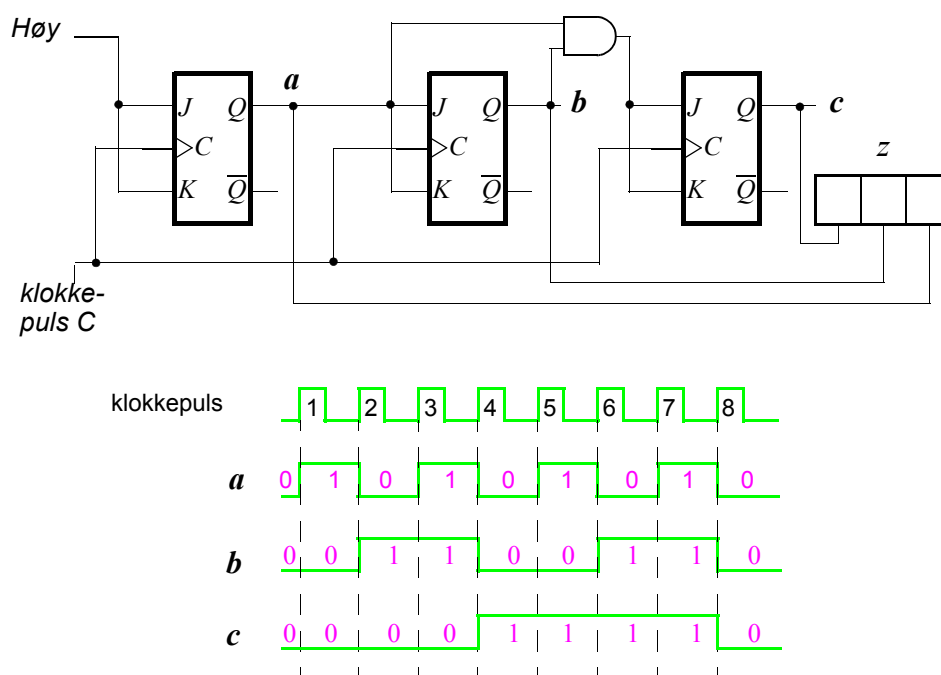 Høy
a
b
c
z
J Q
C
K Q̅
J Q
C
K Q̅
J Q
C
K Q̅
klokke-
puls C
klokkepuls 1 2 3 4 5 6 7 8
a 0 1 0 1 0 1 0 1 0
b 0 0 1 1 0 0 1 1 0
c 0 0 0 0 1 1 1 1 0